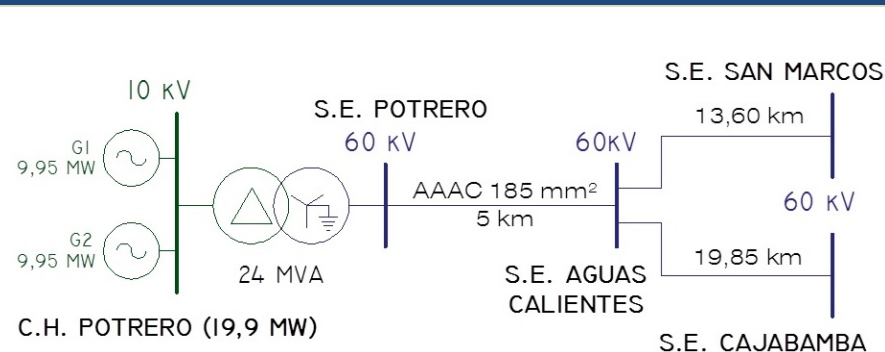 10 KV
G1
9,95 MW
G2
9,95 MW
C.H. POTRERO (19,9 MW)
24 MVA
S.E. POTRERO
60 KV
AAAC 185 mm²
5 km
60KV
S.E. AGUAS
CALIENTES
S.E. SAN MARCOS
13,60 km
60 KV
19,85 km
S.E. CAJABAMBA